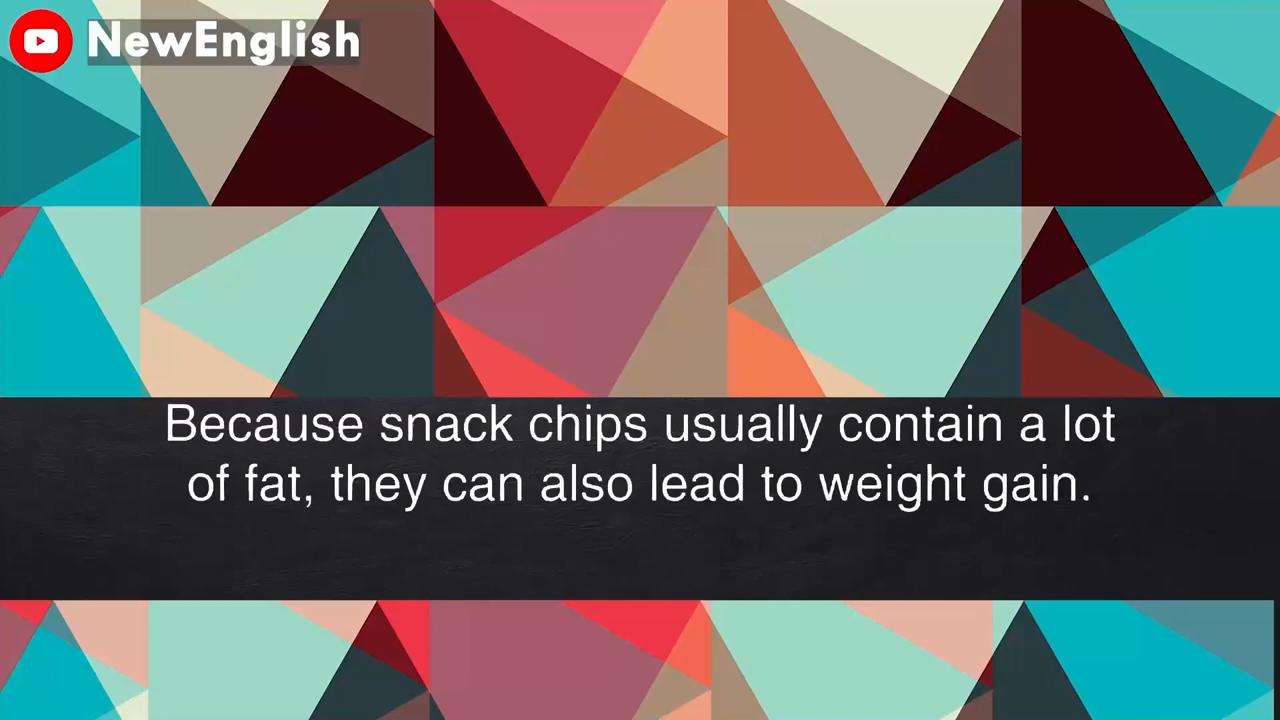 NewEnglish
Because snack chips usually contain a lot
of fat, they can also lead to weight gain.